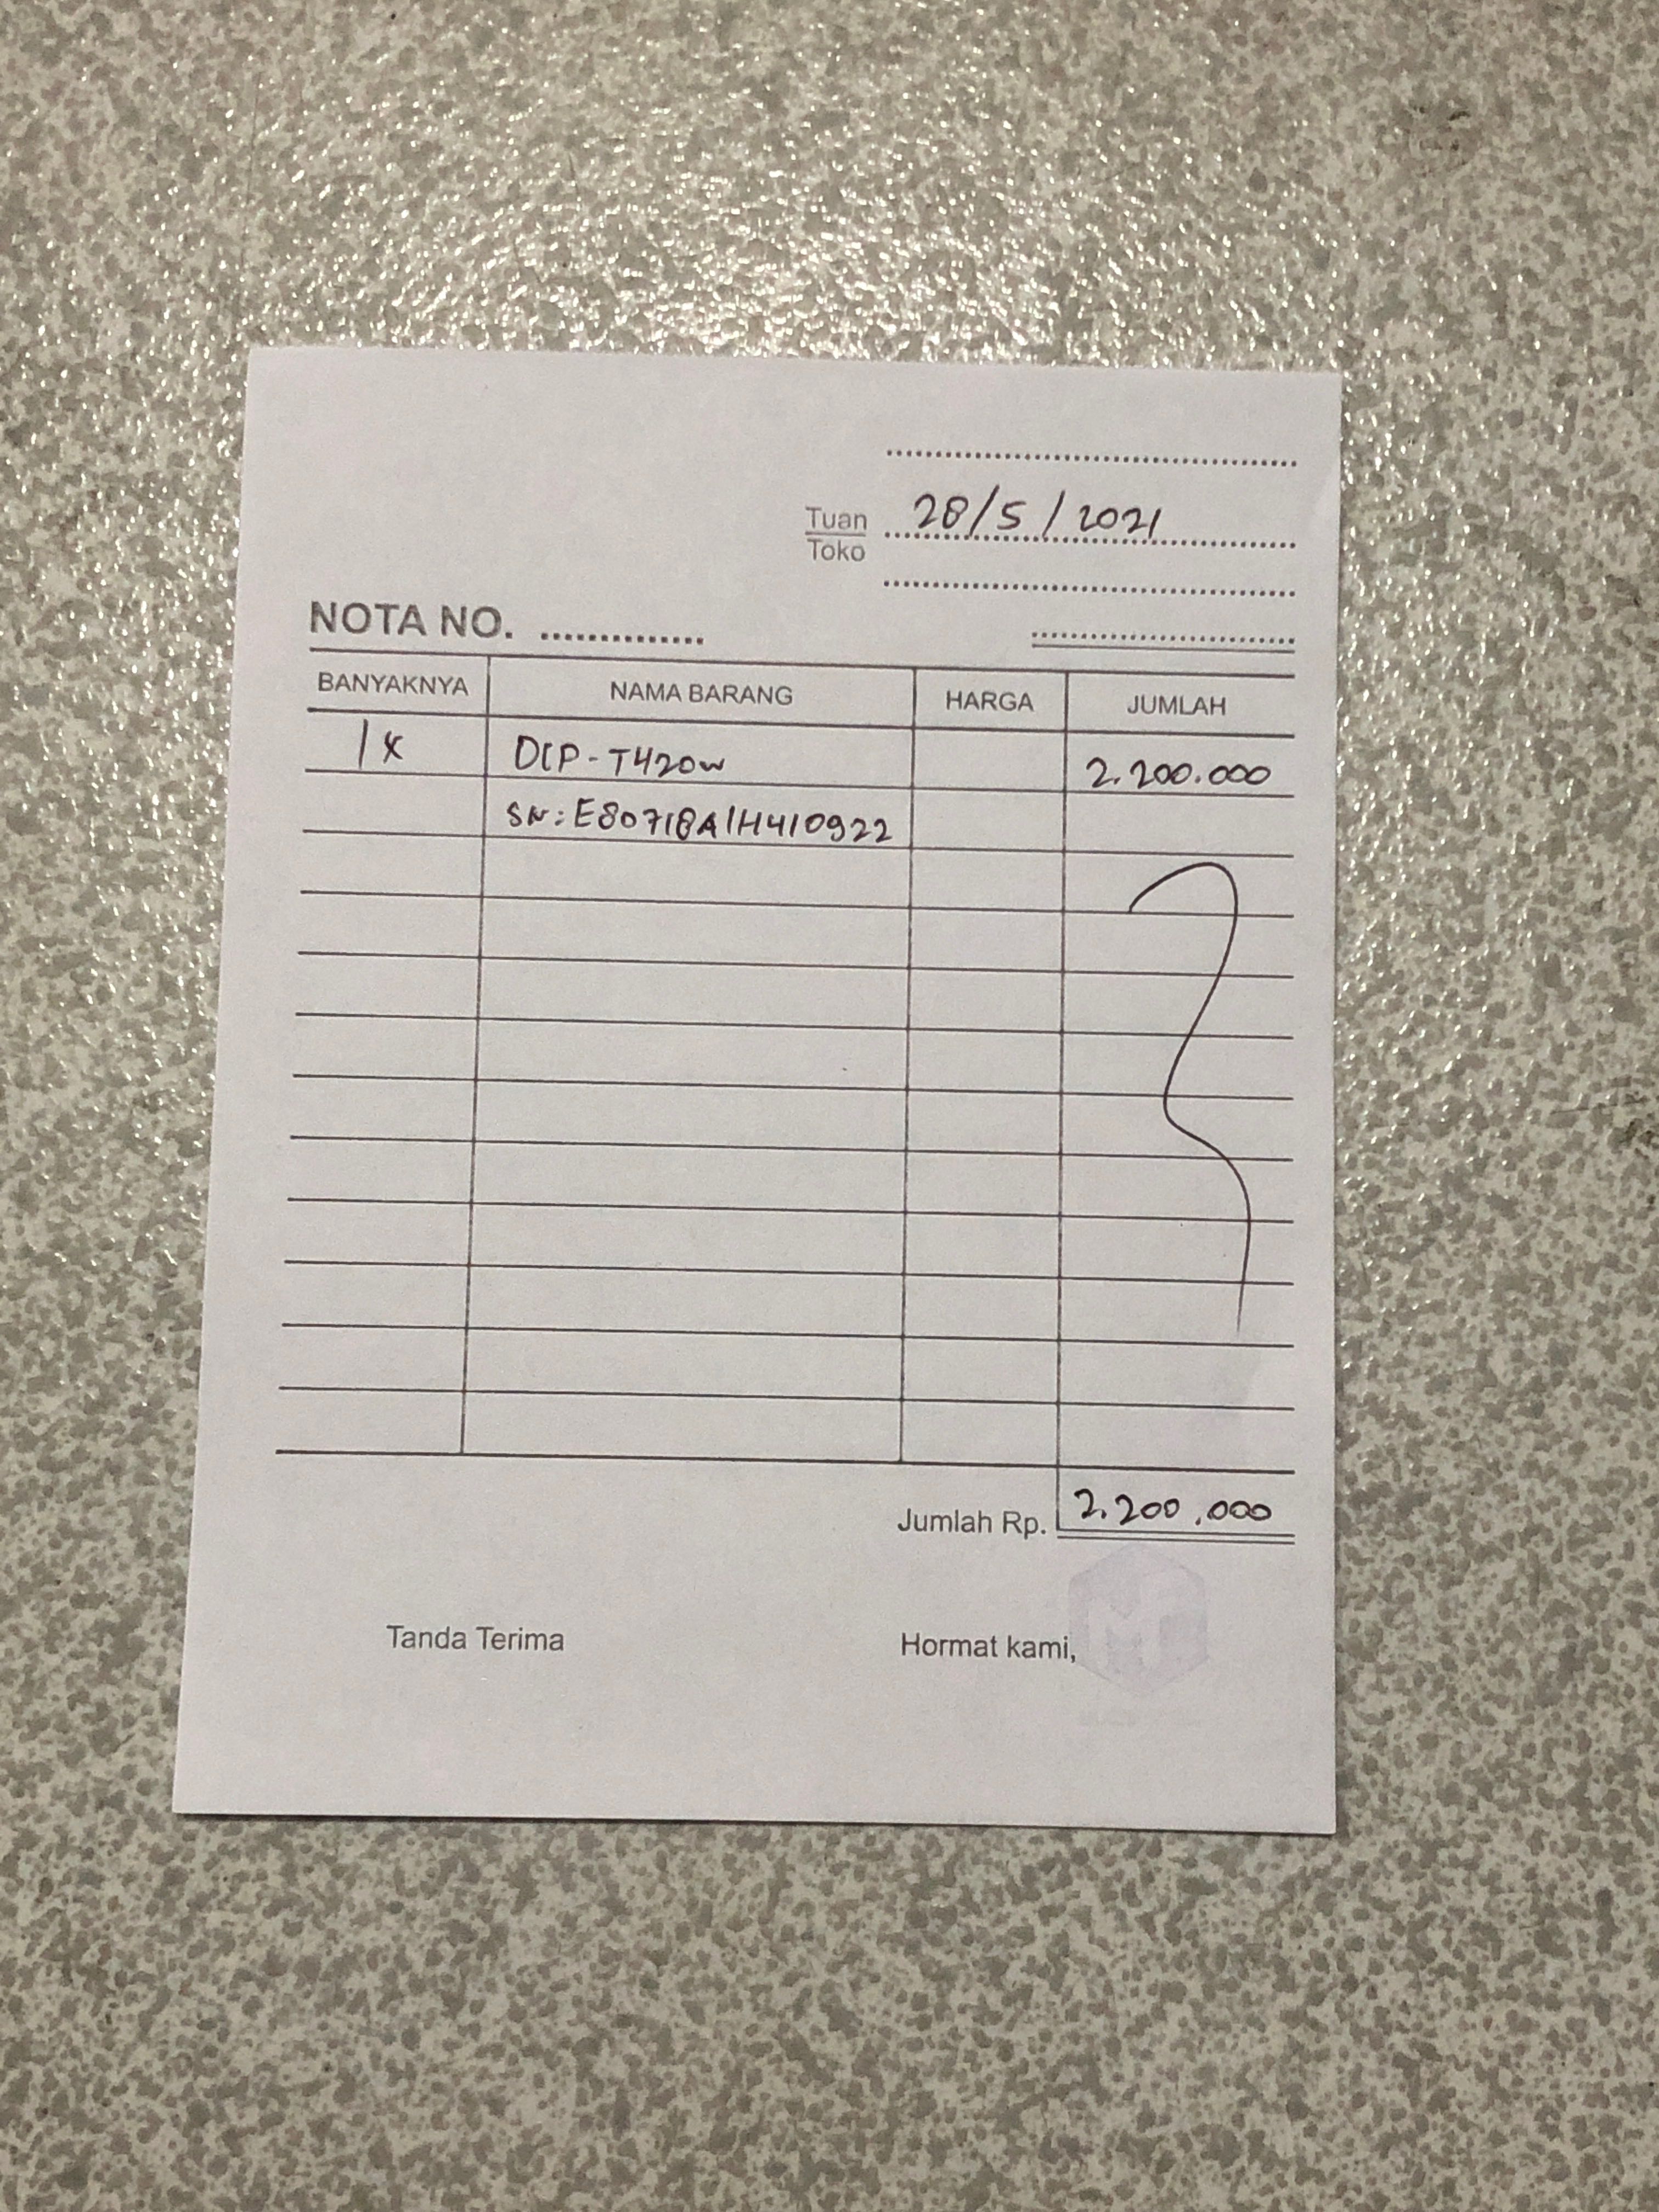 28/5/2021
Tuan
Toko
NOTA NO. ..............
BANYAKNYA NAMA BARANG HARGA JUMLAH
1x DCP-T420w 2.200.000
SN: E80718A1H410922
Jumlah Rp. 2.200.000
Tanda Terima Hormat kami,